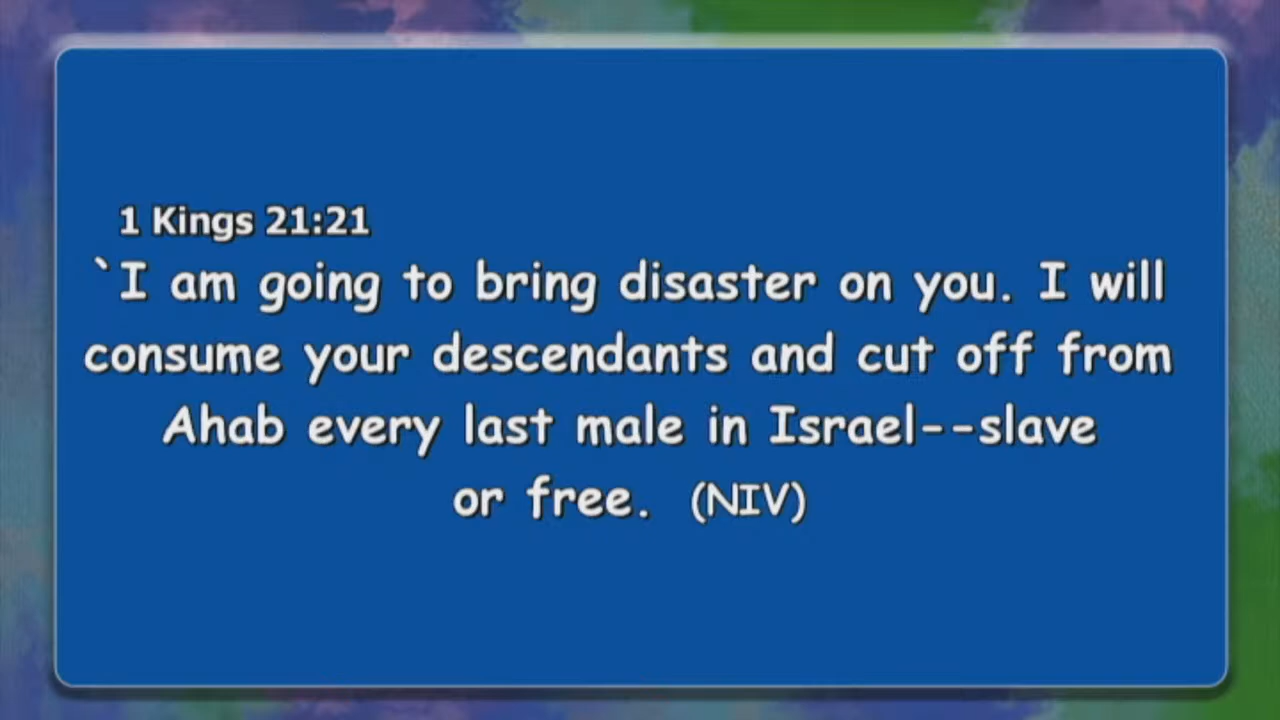 1 Kings 21:21
`I am going to bring disaster on you. I will
consume your descendants and cut off from
Ahab every last male in Israel--slave
or free. (NIV)